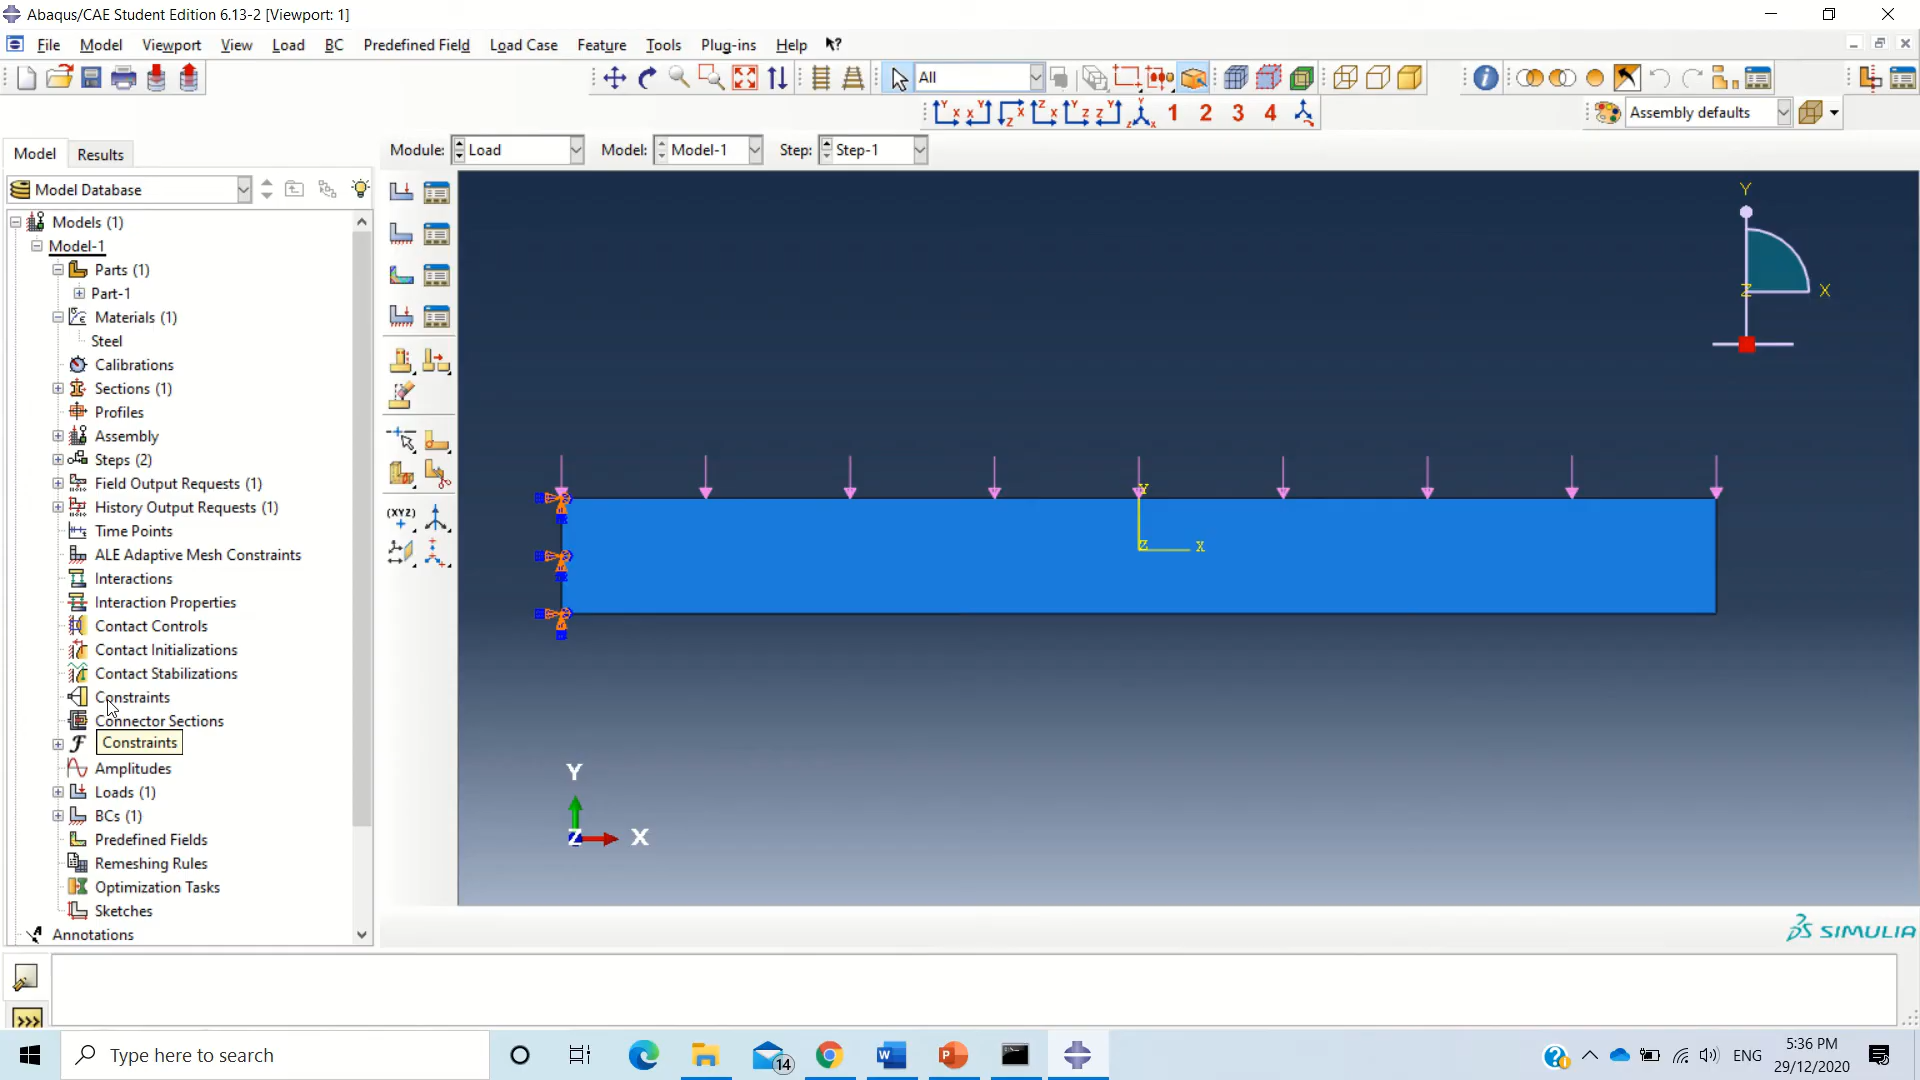 Abaqus/CAE Student Edition 6.13-2 [Viewport: 1]
File Model Viewport View Load BC Predefined Field Load Case Feature Tools Plug-ins Help
All
1 2 3 4
Assembly defaults
Model Results
Module: Load Model: Model-1 Step: Step-1
Model Database
Models (1)
Model-1
Parts (1)
Part-1
Materials (1)
Steel
Calibrations
Sections (1)
Profiles
Assembly
Steps (2)
Field Output Requests (1)
History Output Requests (1)
Time Points
ALE Adaptive Mesh Constraints
Interactions
Interaction Properties
Contact Controls
Contact Initializations
Contact Stabilizations
Constraints
Connector Sections
Constraints
Amplitudes
Loads (1)
BCs (1)
Predefined Fields
Remeshing Rules
Optimization Tasks
Sketches
Annotations
(XYZ)
Y
Z X
Y
Z X
Y
Z X
SIMULIA
>>>
Type here to search
14
ENG
5:36 PM
29/12/2020